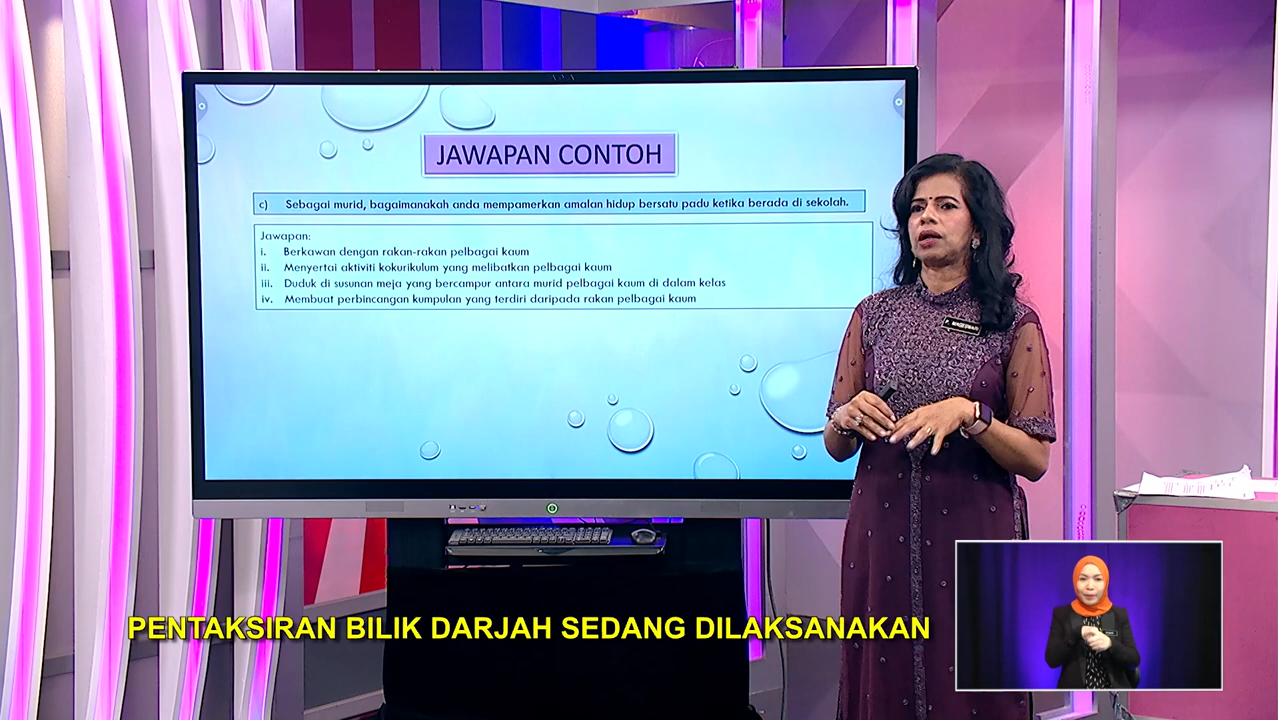 JAWAPAN CONTOH
c) Sebagai murid, bagaimanakah anda mempamerkan amalan hidup bersatu padu ketika berada di sekolah.
Jawapan:
i. Berkawan dengan rakan-rakan pelbagai kaum
ii. Menyertai aktiviti kokurikulum yang melibatkan pelbagai kaum
iii. Duduk di susunan meja yang bercampur antara murid pelbagai kaum di dalam kelas
iv. Membuat perbincangan kumpulan yang terdiri daripada rakan pelbagai kaum
PENTAKSIRAN BILIK DARJAH SEDANG DILAKSANAKAN